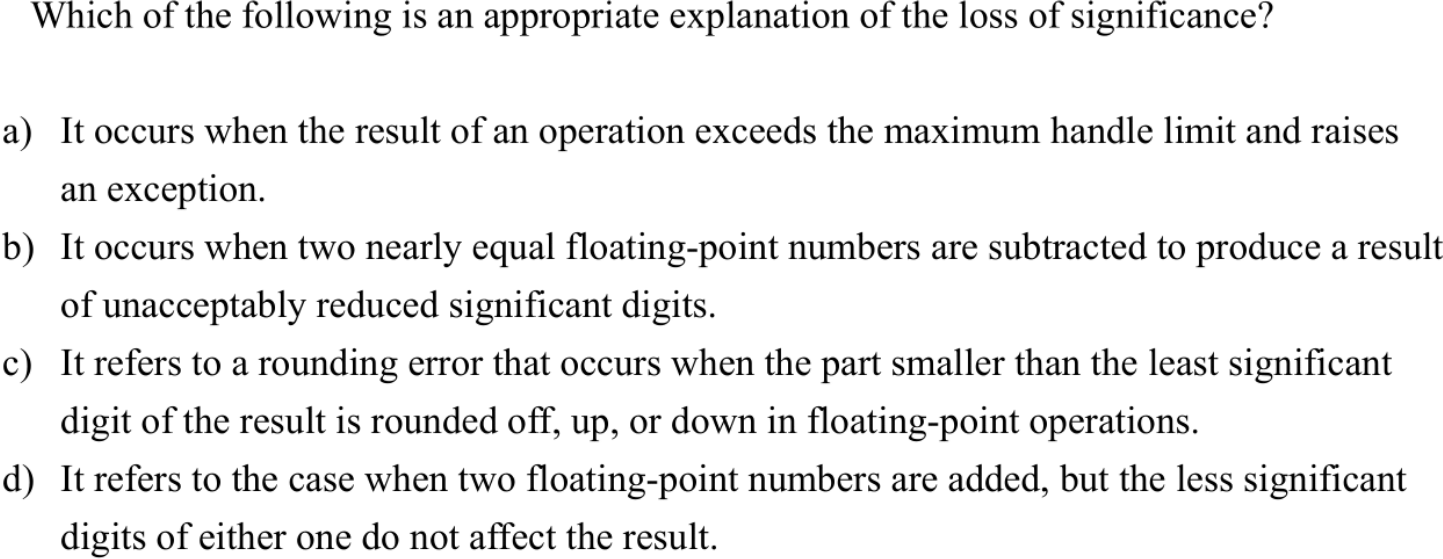 Which of the following is an appropriate explanation of the loss of significance?
a) It occurs when the result of an operation exceeds the maximum handle limit and raises
an exception.
b) It occurs when two nearly equal floating-point numbers are subtracted to produce a result
of unacceptably reduced significant digits.
c) It refers to a rounding error that occurs when the part smaller than the least significant
digit of the result is rounded off, up, or down in floating-point operations.
d) It refers to the case when two floating-point numbers are added, but the less significant
digits of either one do not affect the result.